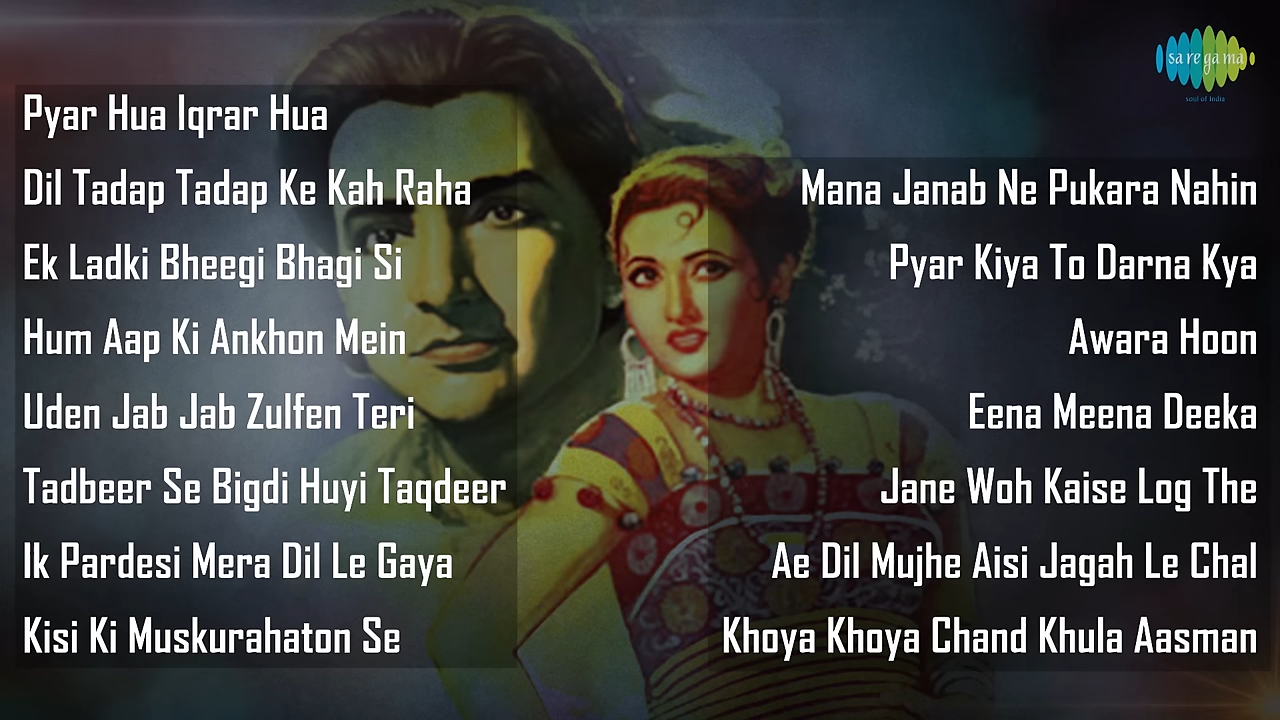 sa re ga ma
soul of India
Pyar Hua Iqrar Hua
Dil Tadap Tadap Ke Kah Raha
Ek Ladki Bheegi Bhagi Si
Hum Aap Ki Ankhon Mein
Uden Jab Jab Zulfen Teri
Tadbeer Se Bigdi Huyi Taqdeer
Ik Pardesi Mera Dil Le Gaya
Kisi Ki Muskurahaton Se
Mana Janab Ne Pukara Nahin
Pyar Kiya To Darna Kya
Awara Hoon
Eena Meena Deeka
Jane Woh Kaise Log The
Ae Dil Mujhe Aisi Jagah Le Chal
Khoya Khoya Chand Khula Aasman